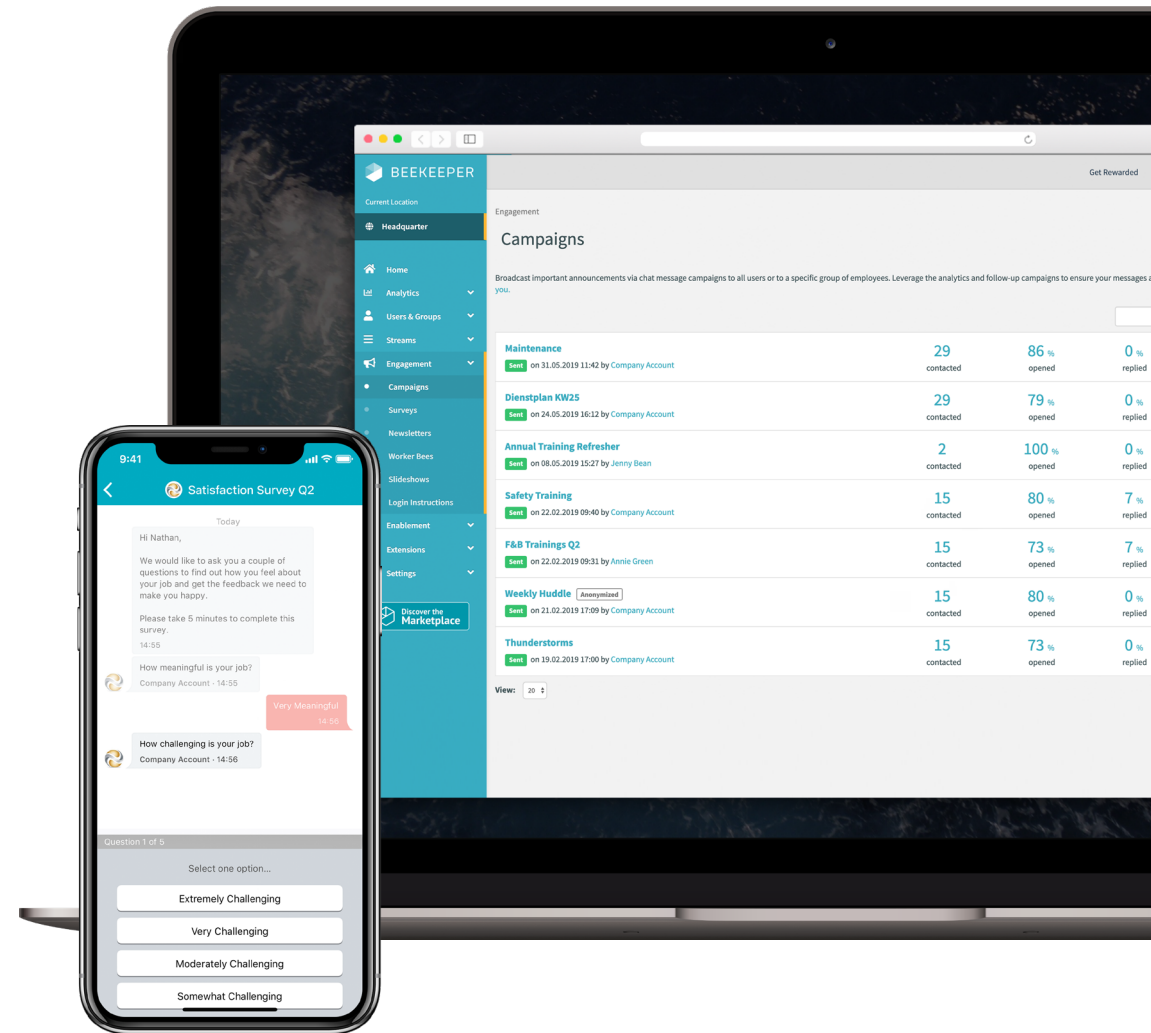 BEEKEEPER
Get Rewarded
Current Location
Headquarter
Home
Analytics
Users & Groups
Streams
Engagement
Campaigns
Surveys
Newsletters
Worker Bees
Slideshows
Login Instructions
Enablement
Extensions
Settings
Discover the
Marketplace
Engagement
Campaigns
Broadcast important announcements via chat message campaigns to all users or to a specific group of employees. Leverage the analytics and follow-up campaigns to ensure your messages a
you.
Maintenance 29 86 % 0 %
Sent on 31.05.2019 11:42 by Company Account contacted opened replied
Dienstplan KW25 29 79 % 0 %
Sent on 24.05.2019 16:12 by Company Account contacted opened replied
Annual Training Refresher 2 100 % 0 %
Sent on 08.05.2019 15:27 by Jenny Bean contacted opened replied
Safety Training 15 80 % 7 %
Sent on 22.02.2019 09:40 by Company Account contacted opened replied
F&B Trainings Q2 15 73 % 7 %
Sent on 22.02.2019 09:31 by Annie Green contacted opened replied
Weekly Huddle Anonymized 15 80 % 0 %
Sent on 21.02.2019 17:09 by Company Account contacted opened replied
Thunderstorms 15 73 % 0 %
Sent on 19.02.2019 17:00 by Company Account contacted opened replied
View: 20
9:41
Satisfaction Survey Q2
Today
Hi Nathan,
We would like to ask you a couple of
questions to find out how you feel about
your job and get the feedback we need to
make you happy.
Please take 5 minutes to complete this
survey.
14:55
How meaningful is your job?
Company Account · 14:55
Very Meaningful
14:56
How challenging is your job?
Company Account · 14:56
Question 1 of 5
Select one option...
Extremely Challenging
Very Challenging
Moderately Challenging
Somewhat Challenging